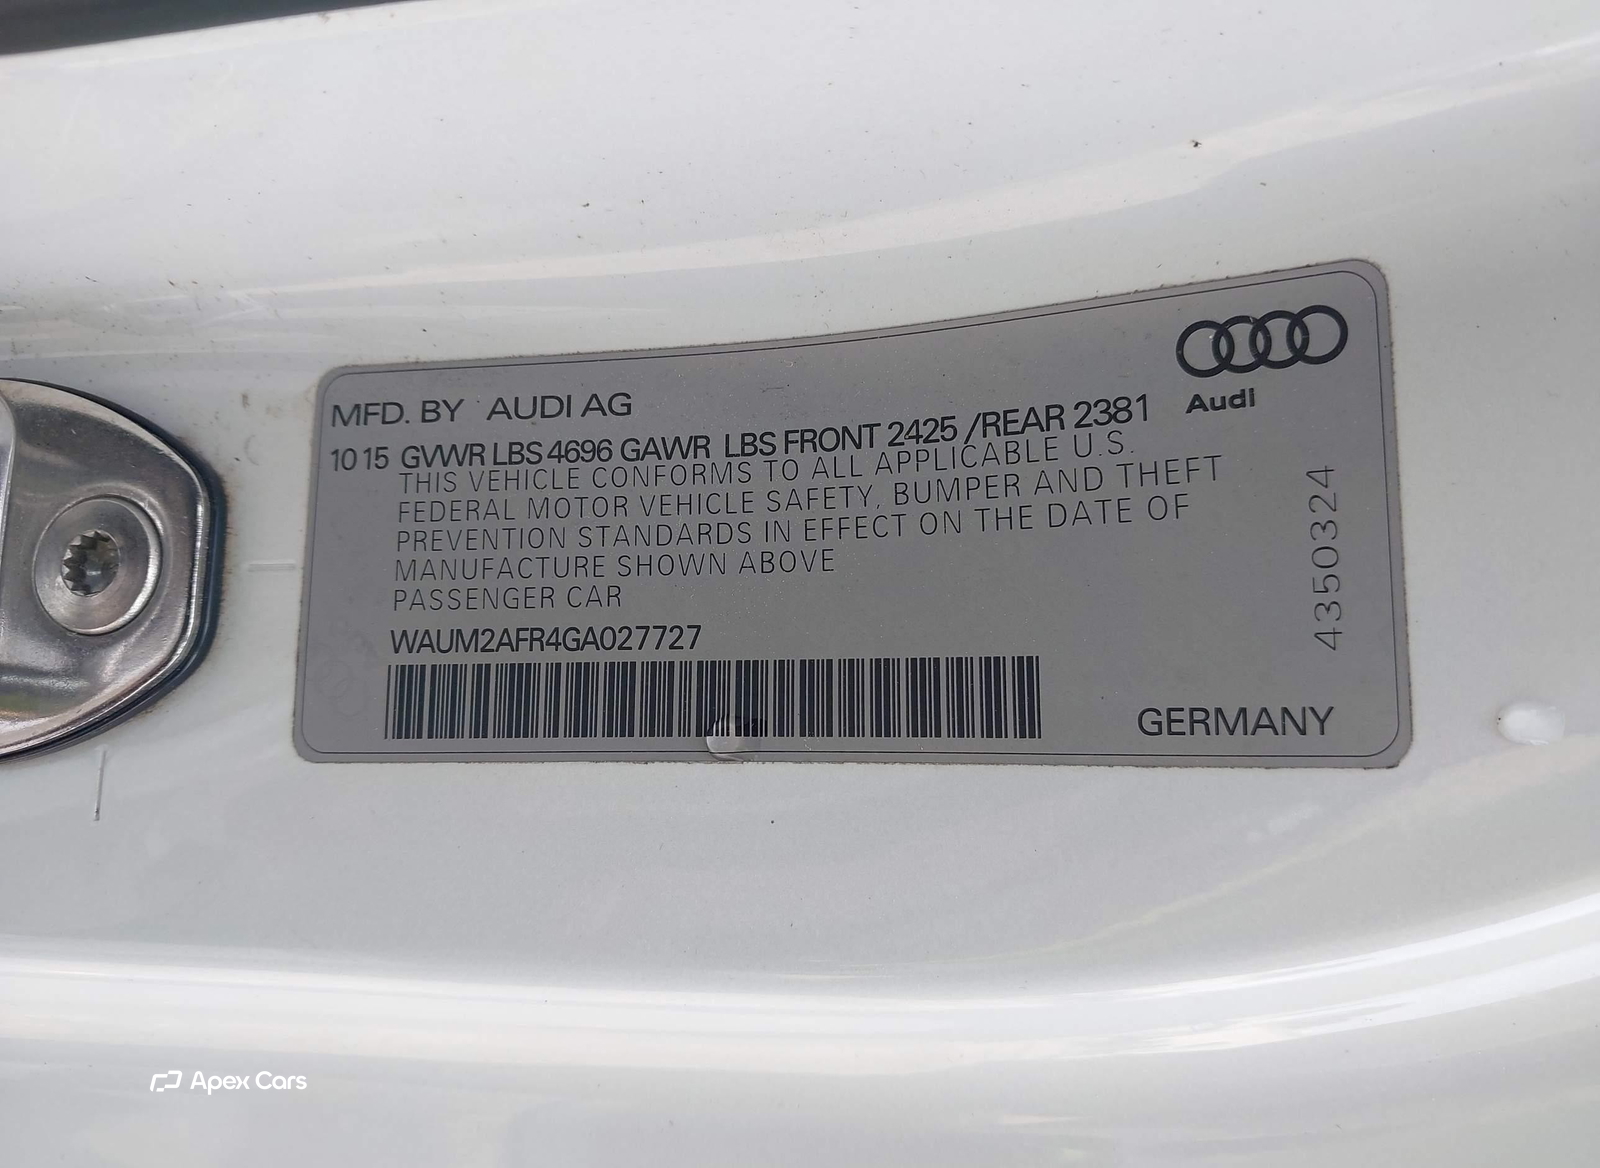 MFD. BY AUDI AG
10 15 GVWR LBS 4696 GAWR LBS FRONT 2425 /REAR 2381
THIS VEHICLE CONFORMS TO ALL APPLICABLE U.S.
FEDERAL MOTOR VEHICLE SAFETY, BUMPER AND THEFT
PREVENTION STANDARDS IN EFFECT ON THE DATE OF
MANUFACTURE SHOWN ABOVE
PASSENGER CAR
WAUM2AFR4GA027727
Audi
4350324
GERMANY
Apex Cars